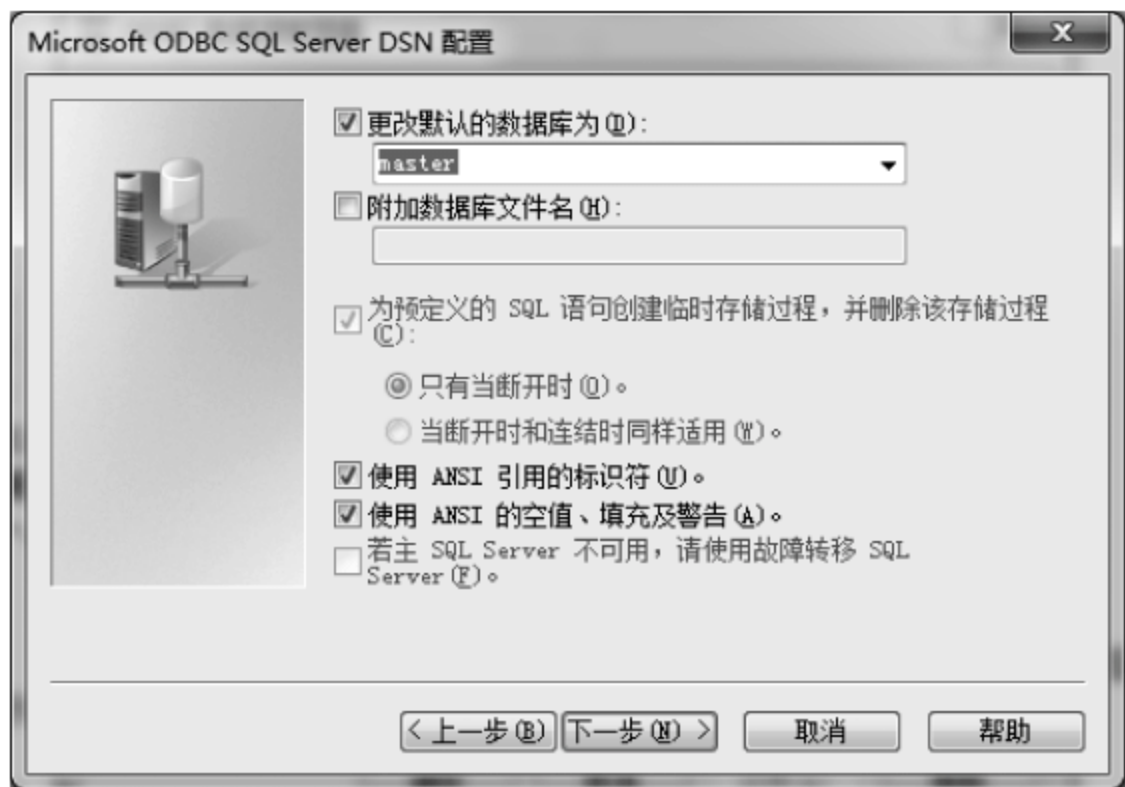 Microsoft ODBC SQL Server DSN 配置
更改默认的数据库为(D):
master
附加数据库文件名(H):
为预定义的 SQL 语句创建临时存储过程，并删除该存储过程
(C):
只有当断开时(O)。
当断开时和连结时同样适用(W)。
使用 ANSI 引用的标识符(U)。
使用 ANSI 的空值、填充及警告(A)。
若主 SQL Server 不可用，请使用故障转移 SQL
Server(F)。
< 上一步(B) 下一步(N) > 取消 帮助